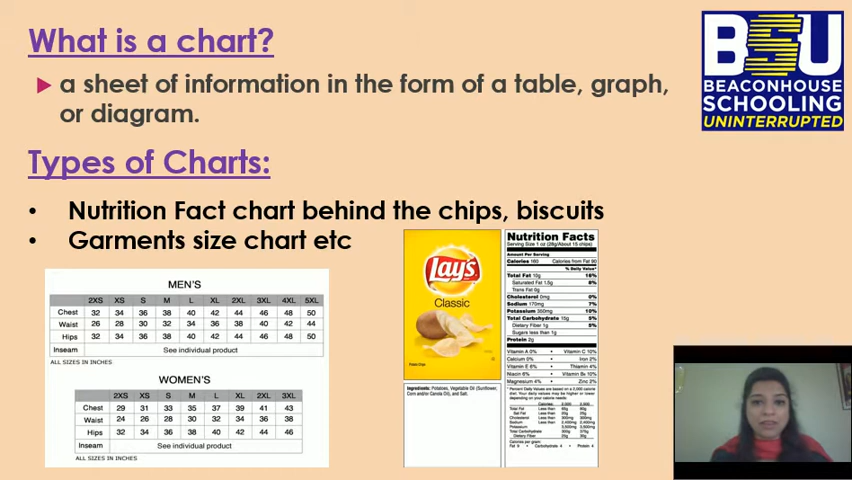 What is a chart?
a sheet of information in the form of a table, graph,
or diagram.
BSU
BEACONHOUSE
SCHOOLING
UNINTERRUPTED
Types of Charts:
• Nutrition Fact chart behind the chips, biscuits
• Garments size chart etc
MEN'S
2XS XS S M L XL 2XL 3XL 4XL 5XL
Chest 32 34 36 38 40 42 44 46 48 50
Waist 26 28 30 32 34 36 38 40 42 44
Hips 32 34 36 38 40 42 44 46 48 50
Inseam See individual product
ALL SIZES IN INCHES
WOMEN'S
2XS XS S M L XL 2XL 3XL
Chest 29 31 33 35 37 39 41 43
Waist 24 26 28 30 32 34 36 38
Hips 32 34 36 38 40 42 44 46
Inseam See individual product
ALL SIZES IN INCHES
Lay's
Classic
Nutrition Facts
Serving Size 1 oz (28g/About 15 chips)
Amount Per Serving
Calories 160 Calories from Fat 90
% Daily Value*
Total Fat 10g 16%
Saturated Fat 1.5g 8%
Trans Fat 0g
Cholesterol 0mg 0%
Sodium 170mg 7%
Potassium 350mg 10%
Total Carbohydrate 15g 5%
Dietary Fiber 1g 5%
Sugars less than 1g
Protein 2g
Vitamin A 0% • Vitamin C 10%
Calcium 0% • Iron 2%
Vitamin E 6% • Thiamin 4%
Niacin 6% • Vitamin B6 10%
Magnesium 4% • Zinc 2%
Ingredients: Potatoes, Vegetable Oil (Sunflower,
Corn and/or Canola Oil), and Salt.